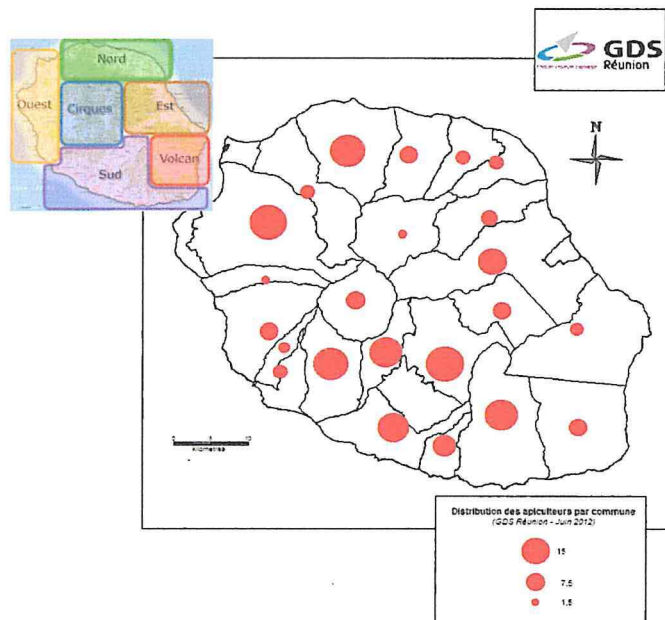 Nord
Ouest
Cirques
Est
Volcan
Sud
GDS
Réunion
N
kilomètres
Distribution des apiculteurs par commune
(GDS Réunion - Juin 2012)
15
7,5
1,5